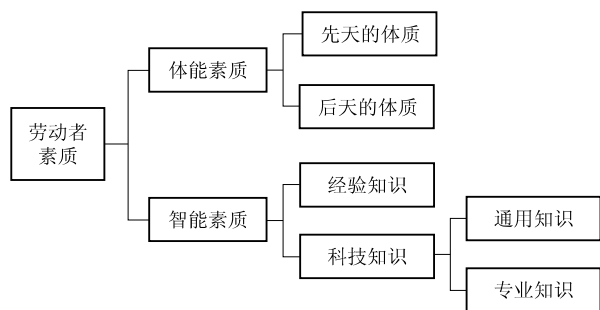 劳动者
素质
体能素质
先天的体质
后天的体质
智能素质
经验知识
科技知识
通用知识
专业知识